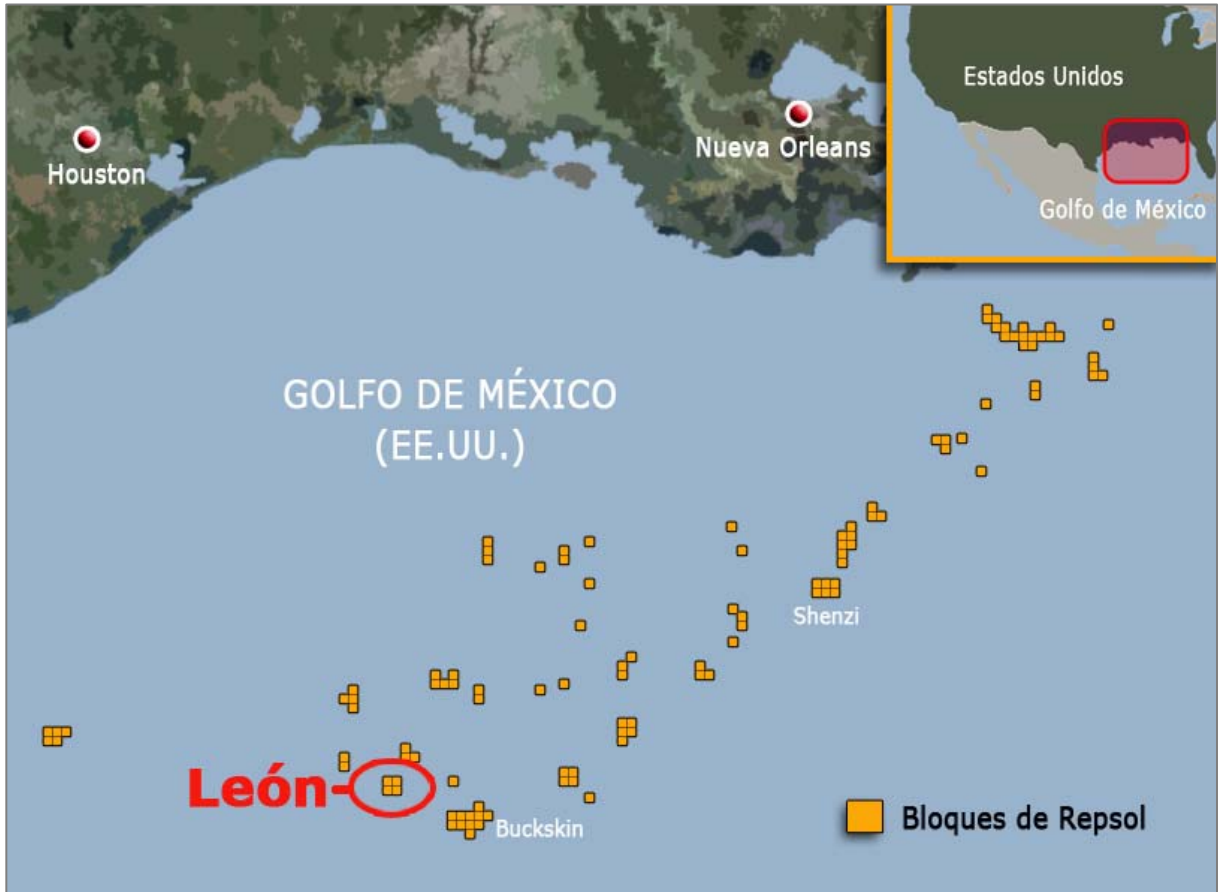 Estados Unidos
Golfo de México
Houston
Nueva Orleans
GOLFO DE MÉXICO
(EE.UU.)
Shenzi
León
Buckskin
Bloques de Repsol